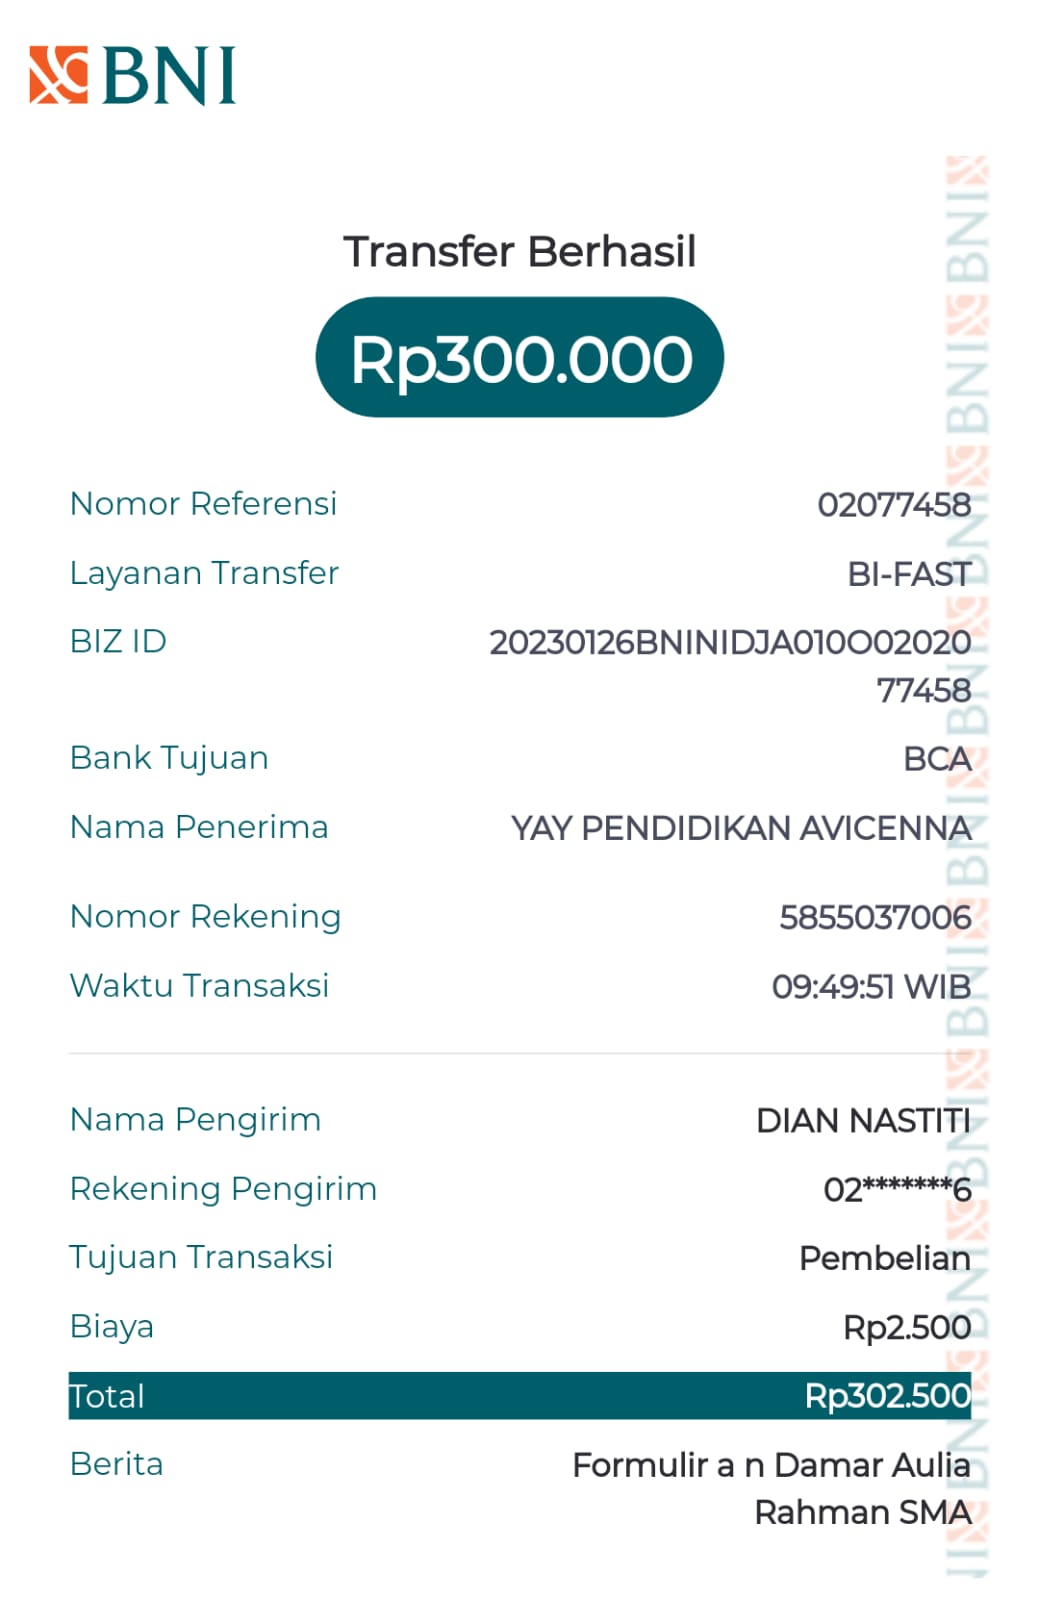 BNI
Transfer Berhasil
Rp300.000
Nomor Referensi 02077458
Layanan Transfer BI-FAST
BIZ ID 20230126BNINIDJA010O02020
77458
Bank Tujuan BCA
Nama Penerima YAY PENDIDIKAN AVICENNA
Nomor Rekening 5855037006
Waktu Transaksi 09:49:51 WIB
Nama Pengirim DIAN NASTITI
Rekening Pengirim 02*******6
Tujuan Transaksi Pembelian
Biaya Rp2.500
Total Rp302.500
Berita Formulir a n Damar Aulia
Rahman SMA
BNI BNI BNI BNI BNI BNI BNI BNI BNI